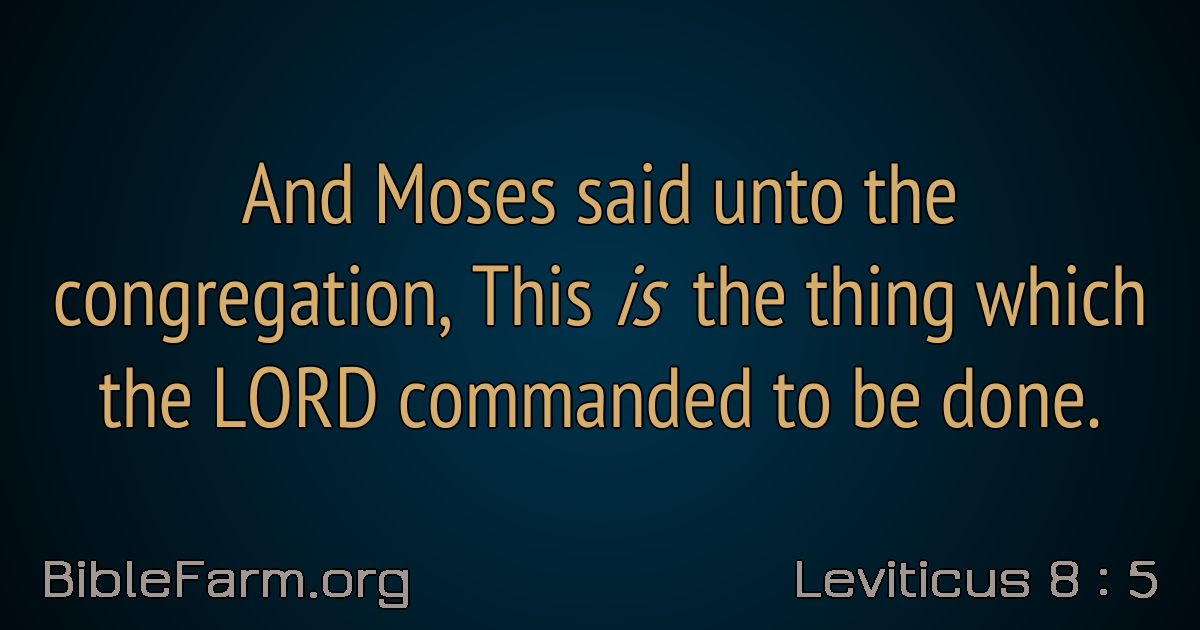 And Moses said unto the
congregation, This is the thing which
the LORD commanded to be done.
BibleFarm.org
Leviticus 8 : 5